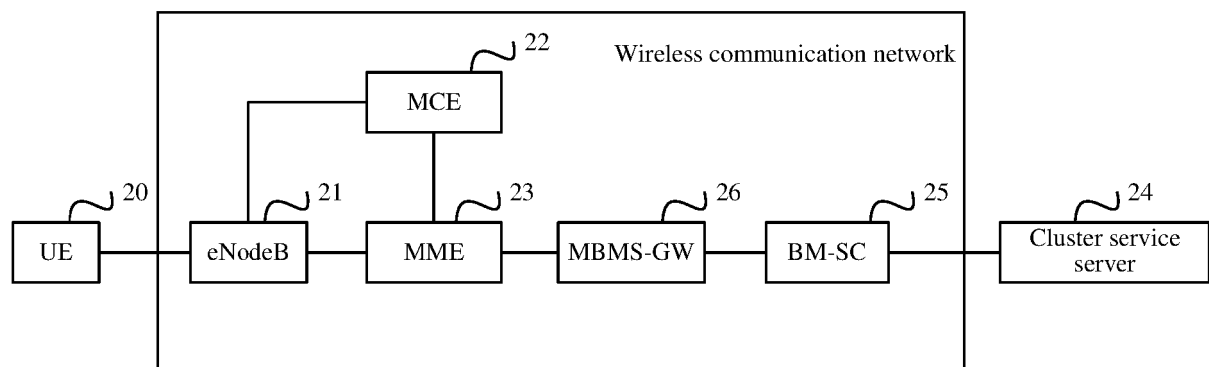 22
Wireless communication network
MCE
20
21
23
26
25
24
UE
eNodeB
MME
MBMS-GW
BM-SC
Cluster service
server